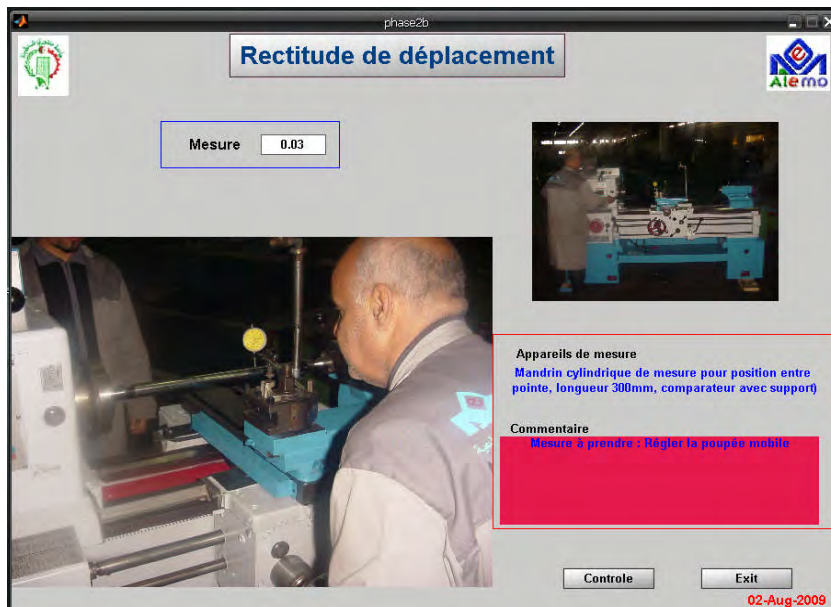 phase2b
Rectitude de déplacement
Alemo
Mesure 0.03
Appareils de mesure
Mandrin cylindrique de mesure pour position entre
pointe, longueur 300mm, comparateur avec support)
Commentaire
Mesure à prendre : Régler la poupée mobile
Controle Exit
02-Aug-2009